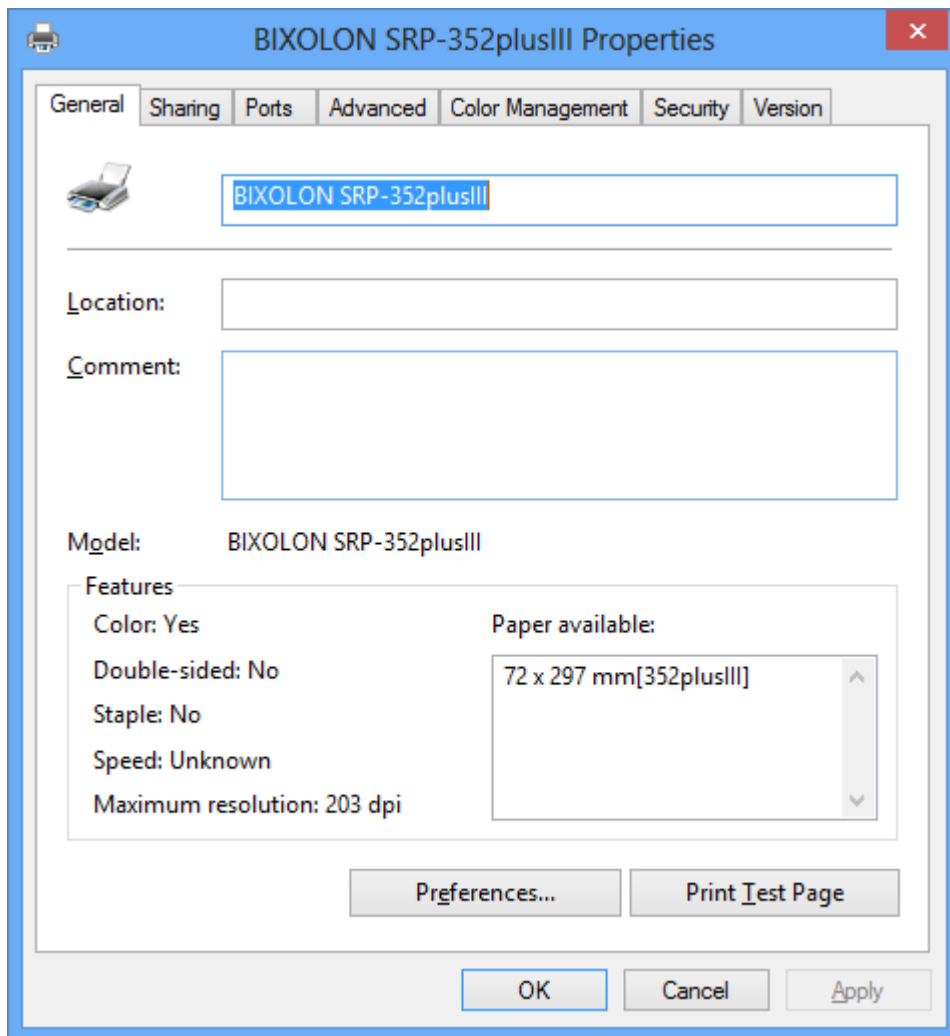 BIXOLON SRP-352plusIII Properties
General Sharing Ports Advanced Color Management Security Version
BIXOLON SRP-352plusIII
Location:
Comment:
Model: BIXOLON SRP-352plusIII
Features
Color: Yes
Paper available:
Double-sided: No
72 x 297 mm[352plusIII]
Staple: No
Speed: Unknown
Maximum resolution: 203 dpi
Preferences... Print Test Page
OK Cancel Apply